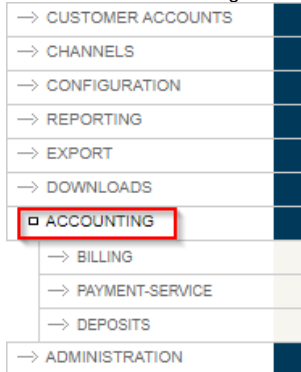 CUSTOMER ACCOUNTS
CHANNELS
CONFIGURATION
REPORTING
EXPORT
DOWNLOADS
ACCOUNTING
BILLING
PAYMENT-SERVICE
DEPOSITS
ADMINISTRATION